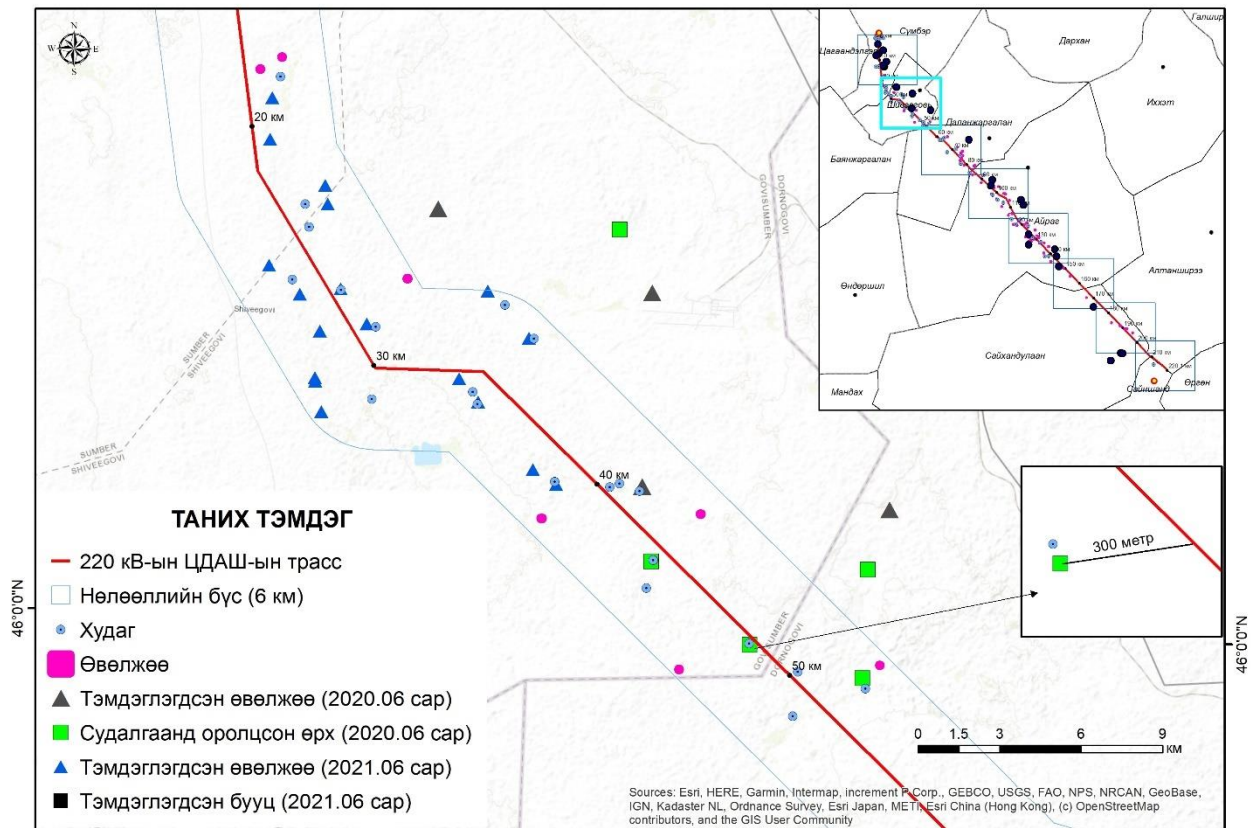 N
W E
S
20 км
GOVISUMBER
DORNOGOVI
Shiveegovi
SUMBER
SHIVEEGOVI
30 км
SUMBER
SHIVEEGOVI
40 км
GOVISUMBER
DORNOGOVI
50 км
46°0'0"N
46°0'0"N
Сүмбэр
Дархан
Иххэт
Даланжаргалан
Баянжаргалан
Айраг
Өндөршил
Алтанширээ
Сайхандулаан
Мандах
Сайншанд
Өргөн
300 метр
ТАНИХ ТЭМДЭГ
220 кВ-ын ЦДАШ-ын трасс
Нөлөөллийн бүс (6 км)
Худаг
Өвөлжөө
Тэмдэглэгдсэн өвөлжөө (2020.06 сар)
Судалгаанд оролцсон өрх (2020.06 сар)
Тэмдэглэгдсэн өвөлжөө (2021.06 сар)
Тэмдэглэгдсэн бууц (2021.06 сар)
0 1.5 3 6 9
КМ
Sources: Esri, HERE, Garmin, Intermap, increment P Corp., GEBCO, USGS, FAO, NPS, NRCAN, GeoBase,
IGN, Kadaster NL, Ordnance Survey, Esri Japan, METI, Esri China (Hong Kong), (c) OpenStreetMap
contributors, and the GIS User Community